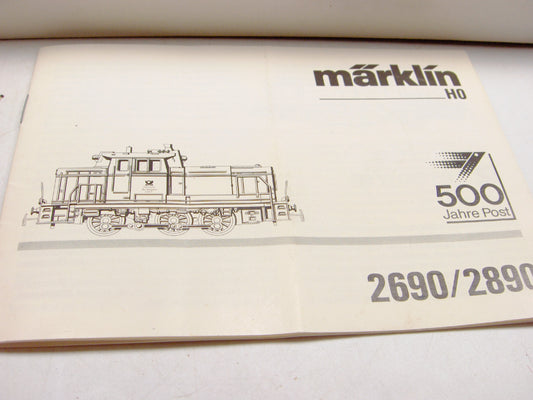 märklin
HO
500
Jahre Post
2690/2890